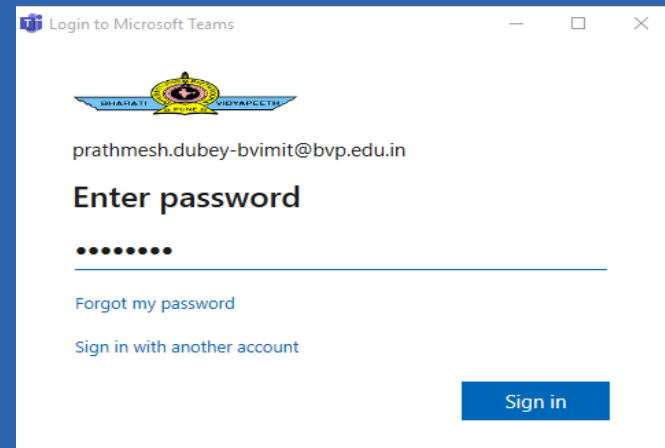 Login to Microsoft Teams
BHARATI VIDYAPEETH
PUNE
prathmesh.dubey-bvimit@bvp.edu.in
Enter password
••••••••
Forgot my password
Sign in with another account
Sign in